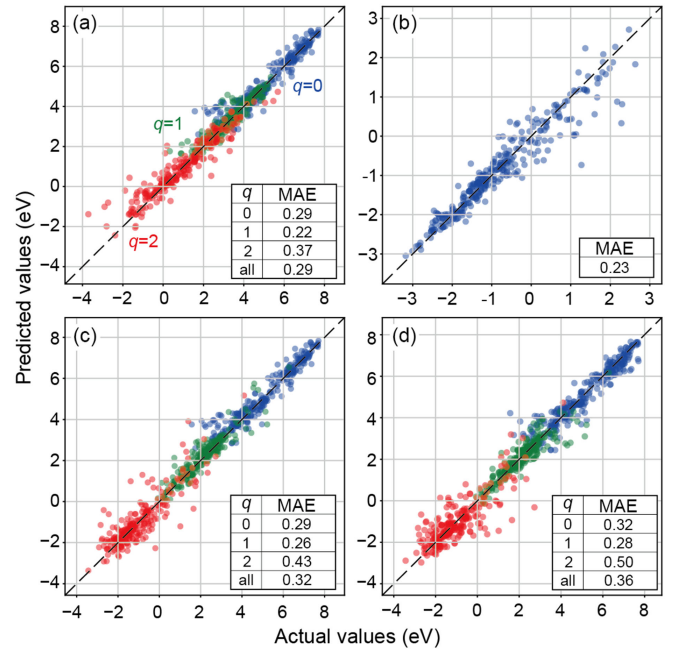 (a)
8
6
4
2
0
−2
−4
q=0
q=1
q=2
q MAE
0 0.29
1 0.22
2 0.37
all 0.29
−4 −2 0 2 4 6 8
(b)
3
2
1
0
-1
−2
−3
MAE
0.23
−3 −2 -1 0 1 2 3
Predicted values (eV)
(c)
8
6
4
2
0
−2
−4
q MAE
0 0.29
1 0.26
2 0.43
all 0.32
−4 −2 0 2 4 6 8
(d)
8
6
4
2
0
−2
−4
q MAE
0 0.32
1 0.28
2 0.50
all 0.36
−4 −2 0 2 4 6 8
Actual values (eV)